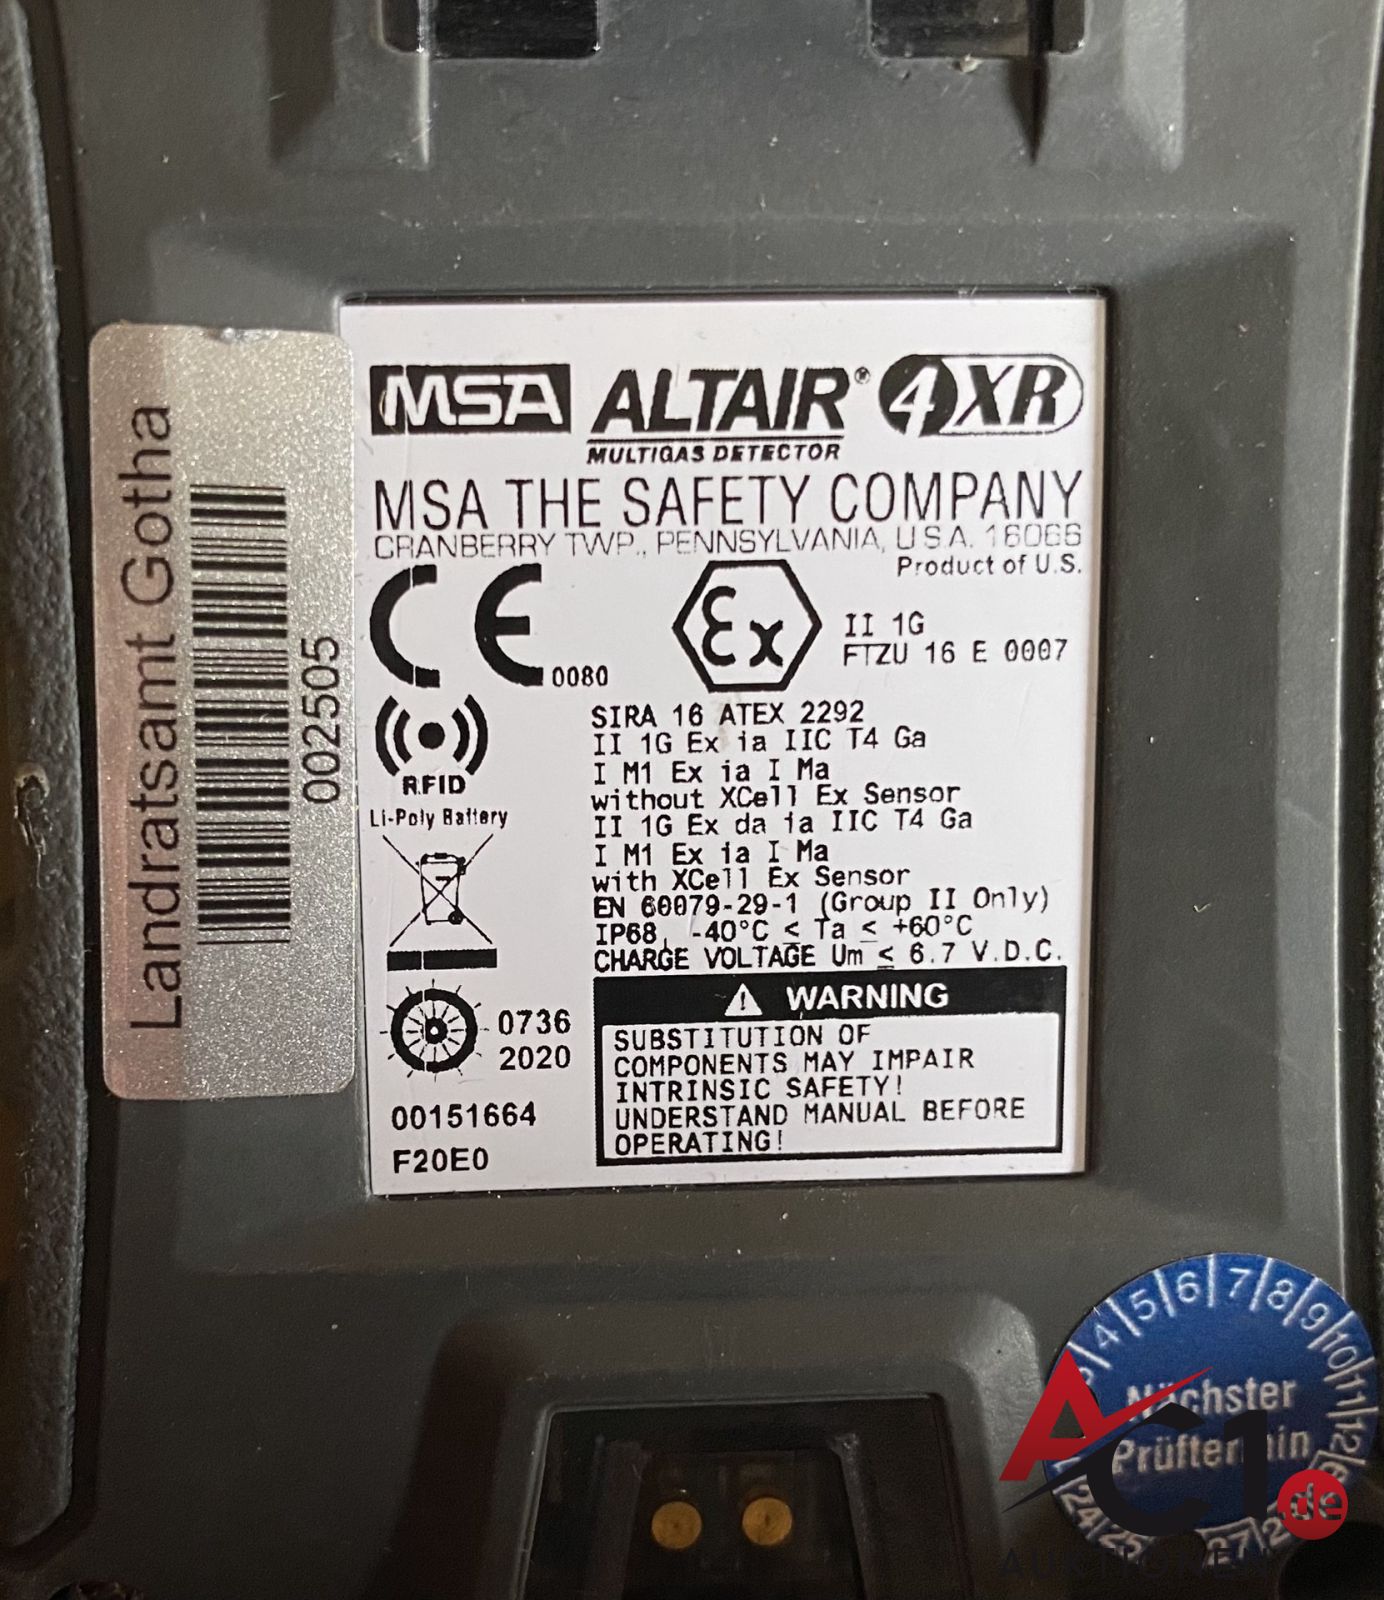 Landratsamt Gotha
002505
MSA ALTAIR® 4XR
MULTIGAS DETECTOR
MSA THE SAFETY COMPANY
CRANBERRY TWP., PENNSYLVANIA, U.S.A. 16066
Product of U.S.
CE 0080
Ex
II 1G
FTZU 16 E 0007
RFID
Li-Poly Battery
SIRA 16 ATEX 2292
II 1G Ex ia IIC T4 Ga
I M1 Ex ia I Ma
without XCell Ex Sensor
II 1G Ex da ia IIC T4 Ga
I M1 Ex ia I Ma
with XCell Ex Sensor
EN 60079-29-1 (Group II Only)
IP68, -40°C ≤ Ta ≤ +60°C
CHARGE VOLTAGE Um ≤ 6.7 V.D.C.
0736
2020
00151664
F20E0
⚠ WARNING
SUBSTITUTION OF
COMPONENTS MAY IMPAIR
INTRINSIC SAFETY!
UNDERSTAND MANUAL BEFORE
OPERATING!
4 5 6 7 8 9 10 11 12
Nächster
Prüftermin
24 25
AC1.de
AUKTIONEN